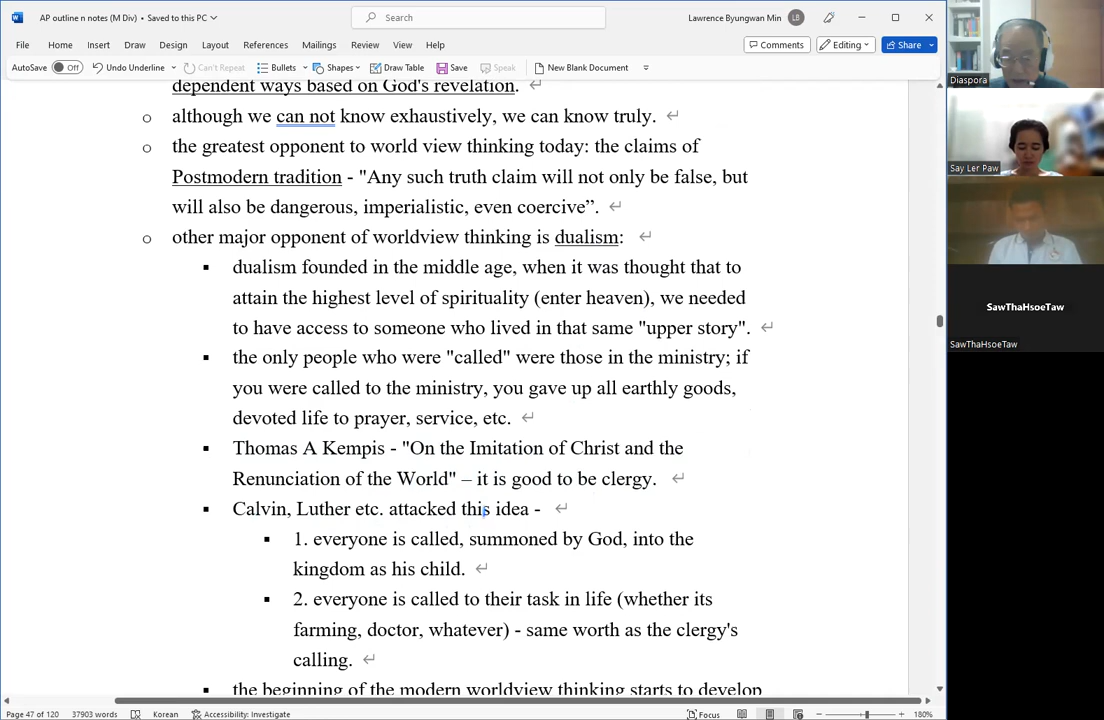 AP outline n notes (M Div) • Saved to this PC
Search
Lawrence Byungwan Min LB
File Home Insert Draw Design Layout References Mailings Review View Help
Comments Editing Share
AutoSave Off Undo Underline Can't Repeat Bullets Shapes Draw Table Save Speak New Blank Document
dependent ways based on God's revelation.
o although we can not know exhaustively, we can know truly.
o the greatest opponent to world view thinking today: the claims of
Postmodern tradition - "Any such truth claim will not only be false, but
will also be dangerous, imperialistic, even coercive”.
o other major opponent of worldview thinking is dualism:
▪ dualism founded in the middle age, when it was thought that to
attain the highest level of spirituality (enter heaven), we needed
to have access to someone who lived in that same "upper story".
▪ the only people who were "called" were those in the ministry; if
you were called to the ministry, you gave up all earthly goods,
devoted life to prayer, service, etc.
▪ Thomas A Kempis - "On the Imitation of Christ and the
Renunciation of the World" – it is good to be clergy.
▪ Calvin, Luther etc. attacked this idea -
▪ 1. everyone is called, summoned by God, into the
kingdom as his child.
▪ 2. everyone is called to their task in life (whether its
farming, doctor, whatever) - same worth as the clergy's
calling.
▪ the beginning of the modern worldview thinking starts to develop
Page 47 of 120 37903 words Korean Accessibility: Investigate Focus 180%
Diaspora
Say Ler Paw
SawThaHsoeTaw
SawThaHsoeTaw